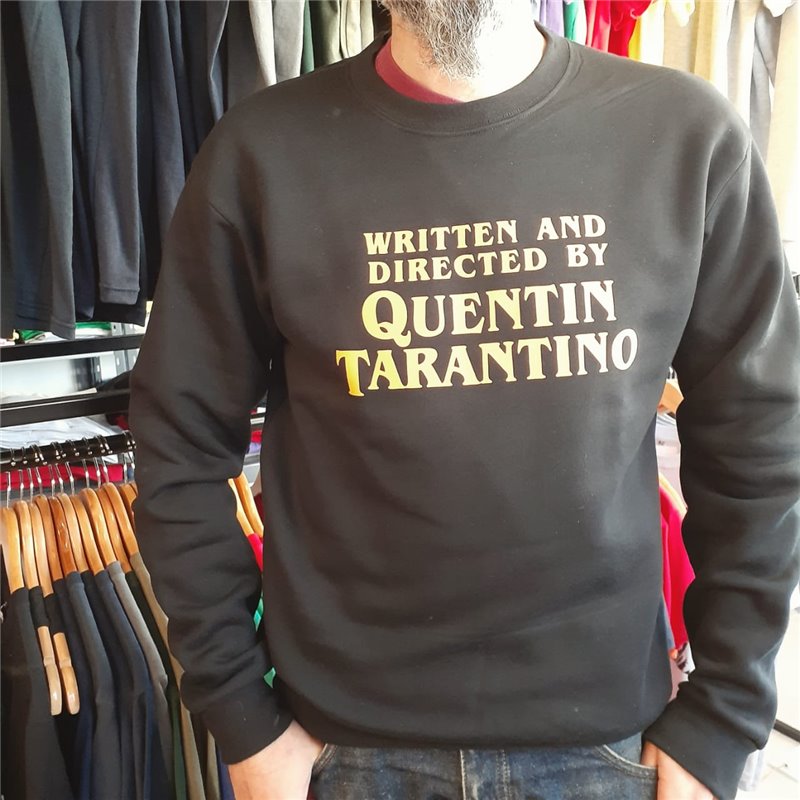 WRITTEN AND
DIRECTED BY
QUENTIN
TARANTINO